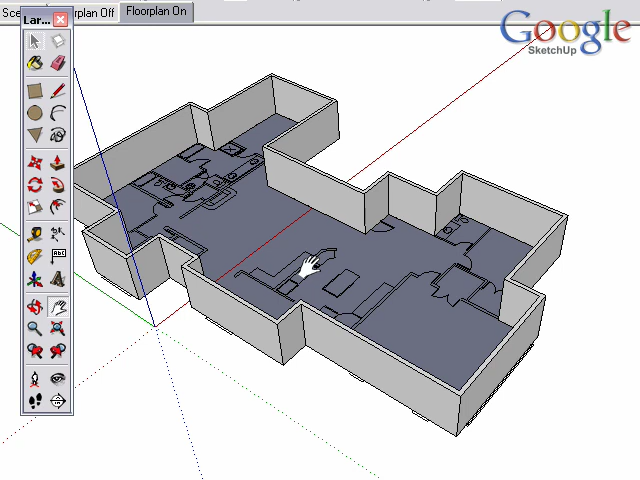 Sce rplan Off Floorplan On
Lar...
Google
SketchUp
ABC